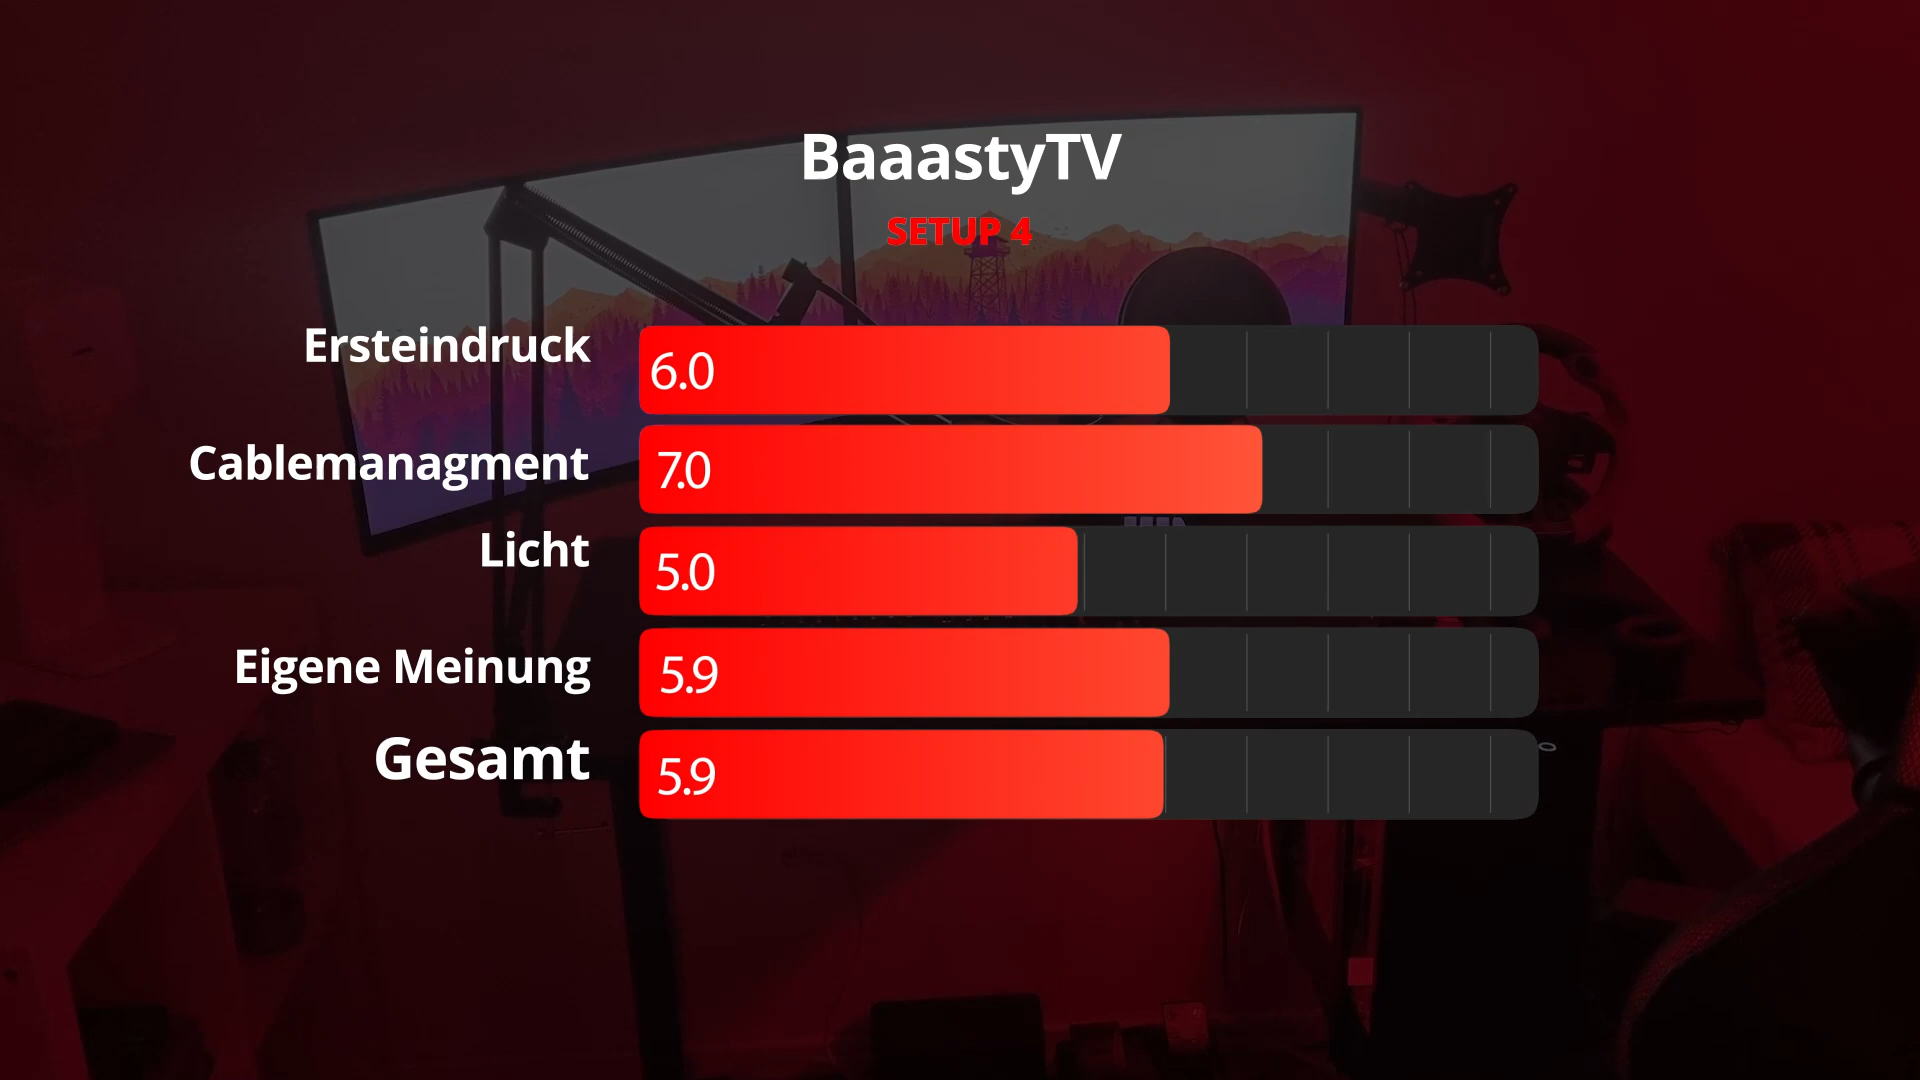 BaaastyTV
SETUP 4
Ersteindruck
6.0
Cablemanagment
7.0
Licht
5.0
Eigene Meinung
5.9
Gesamt
5.9